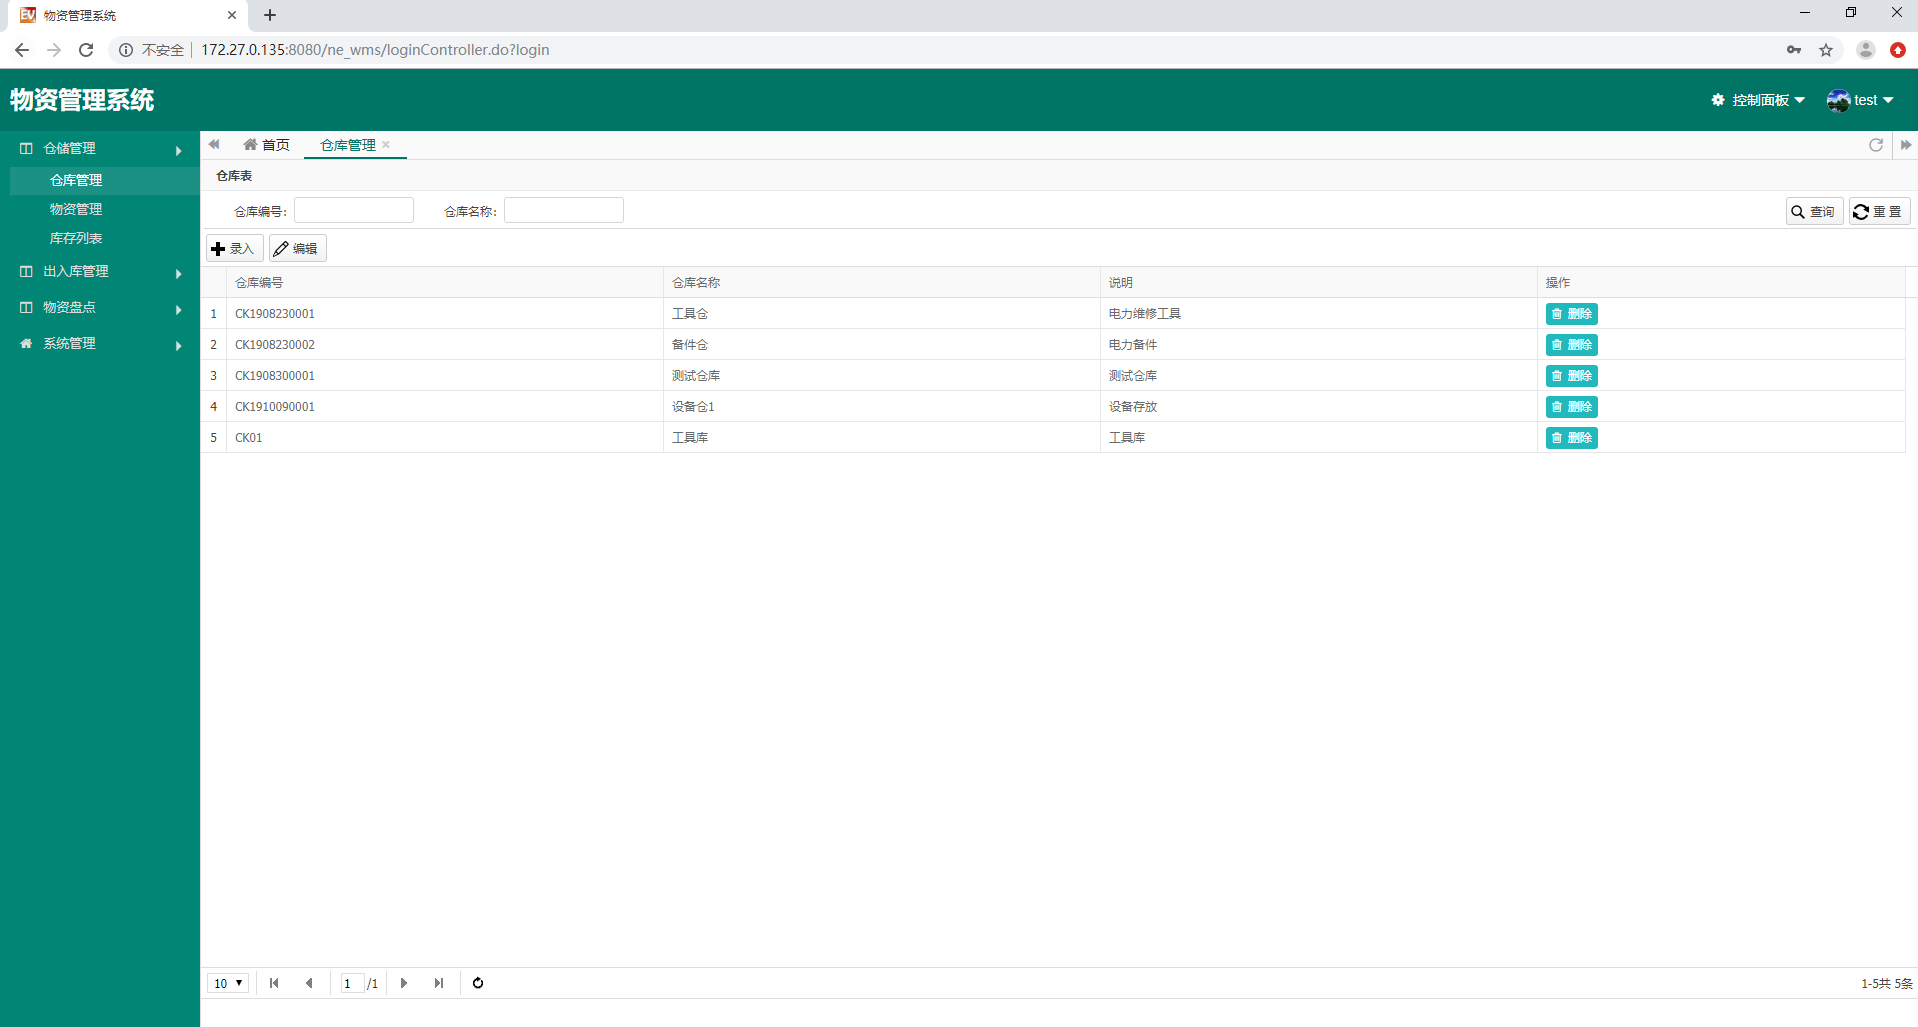 物资管理系统
不安全 172.27.0.135:8080/ne_wms/loginController.do?login
物资管理系统
控制面板 test
仓储管理
仓库管理
物资管理
库存列表
出入库管理
物资盘点
系统管理
首页 仓库管理
仓库表
仓库编号: 仓库名称: 查询 重置
录入 编辑
仓库编号 仓库名称 说明 操作
1 CK1908230001 工具仓 电力维修工具 删除
2 CK1908230002 备件仓 电力备件 删除
3 CK1908300001 测试仓库 测试仓库 删除
4 CK1910090001 设备仓1 设备存放 删除
5 CK01 工具库 工具库 删除
10 1 /1 1-5共 5条